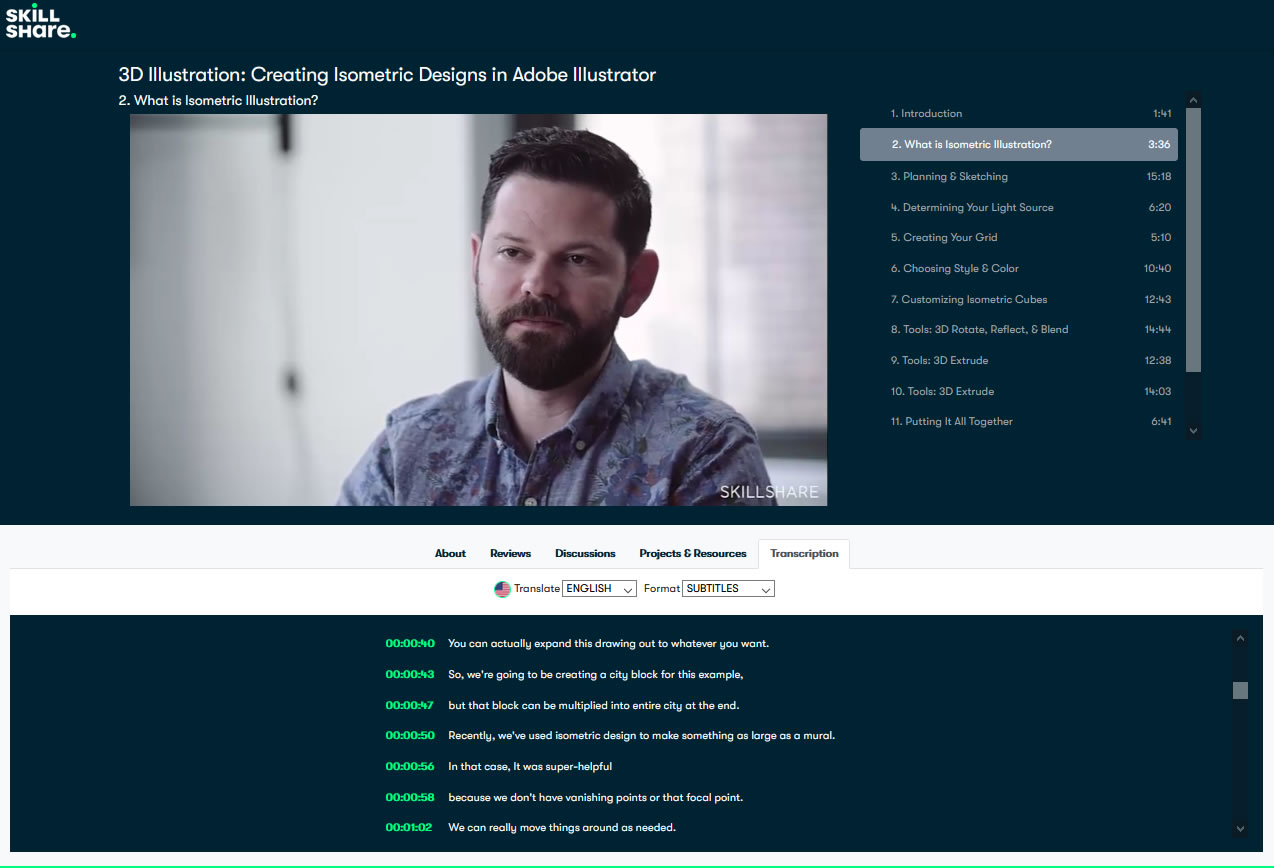 SKILL
SHARE.
3D Illustration: Creating Isometric Designs in Adobe Illustrator
2. What is Isometric Illustration?
SKILLSHARE
1. Introduction 1:41
2. What is Isometric Illustration? 3:36
3. Planning & Sketching 15:18
4. Determining Your Light Source 6:20
5. Creating Your Grid 5:10
6. Choosing Style & Color 10:40
7. Customizing Isometric Cubes 12:43
8. Tools: 3D Rotate, Reflect, & Blend 14:44
9. Tools: 3D Extrude 12:38
10. Tools: 3D Extrude 14:03
11. Putting It All Together 6:41
About Reviews Discussions Projects & Resources Transcription
Translate ENGLISH Format SUBTITLES
00:00:40 You can actually expand this drawing out to whatever you want.
00:00:43 So, we're going to be creating a city block for this example,
00:00:47 but that block can be multiplied into entire city at the end.
00:00:50 Recently, we've used isometric design to make something as large as a mural.
00:00:56 In that case, It was super-helpful
00:00:58 because we don't have vanishing points or that focal point.
00:01:02 We can really move things around as needed.